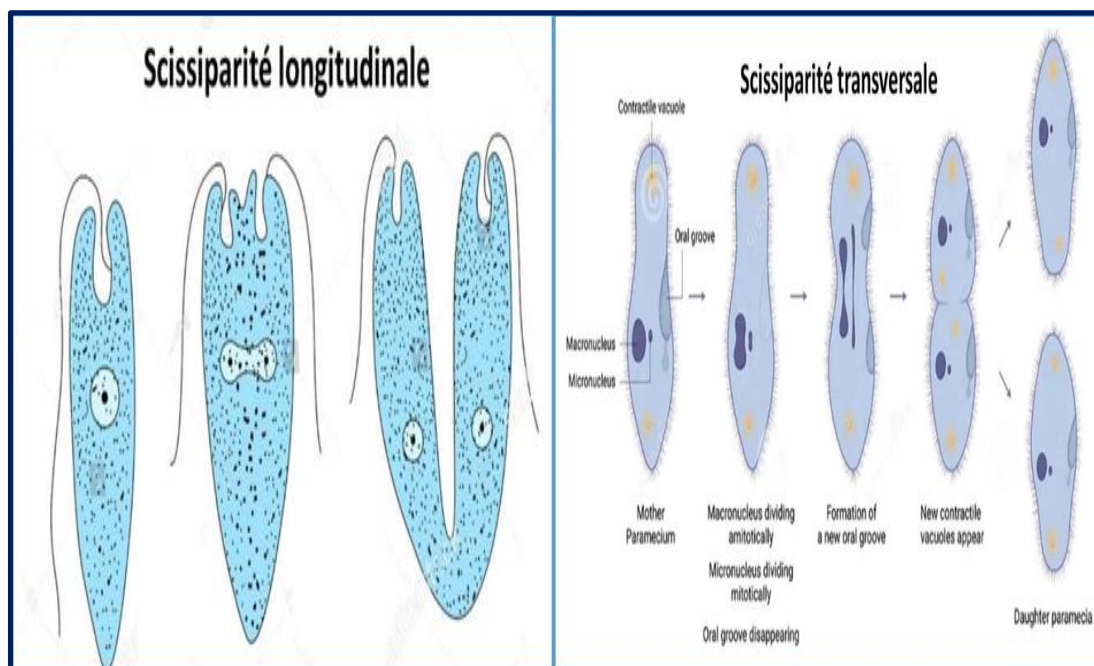 Scissiparité longitudinale
Scissiparité transversale
Contractile vacuole
Oral groove
Macronucleus
Micronucleus
Mother
Paramecium
Macronucleus dividing
amitotically
Micronucleus dividing
mitotically
Oral groove disappearing
Formation of
a new oral groove
New contractile
vacuoles appear
Daughter paramecia